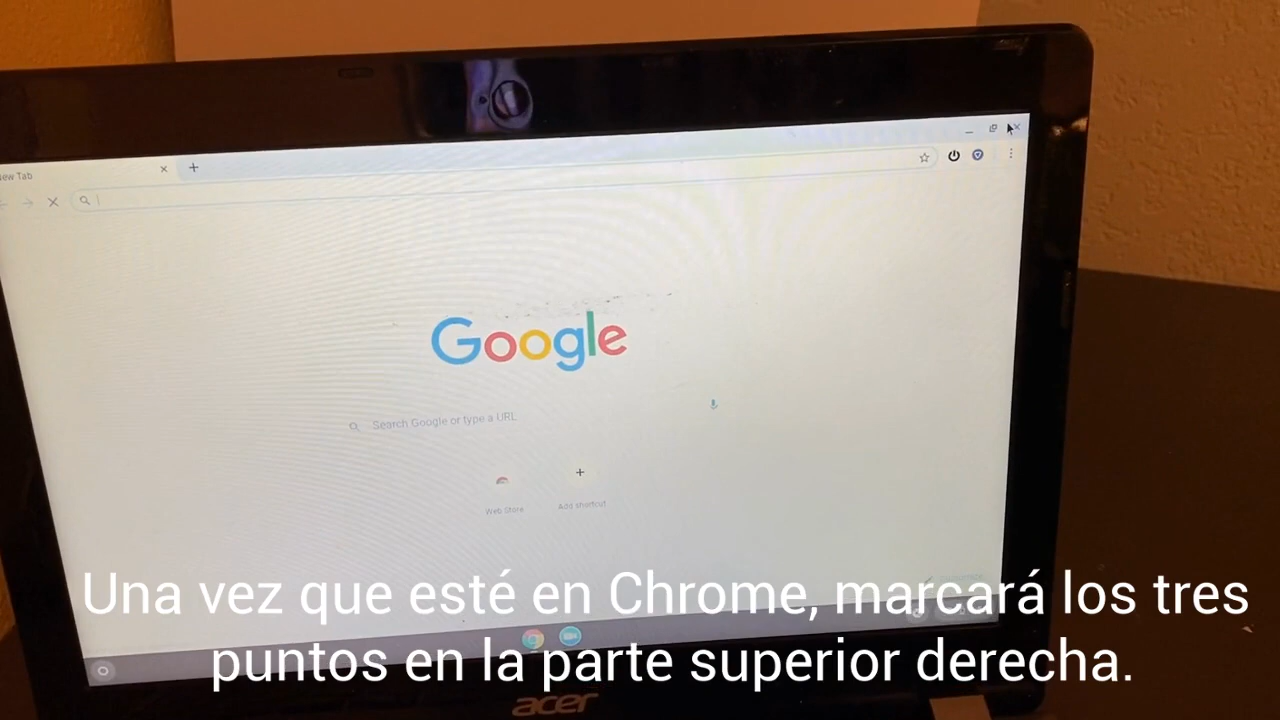 New Tab
Google
Search Google or type a URL
Web Store
Add shortcut
Una vez que esté en Chrome, marcará los tres
puntos en la parte superior derecha.
acer